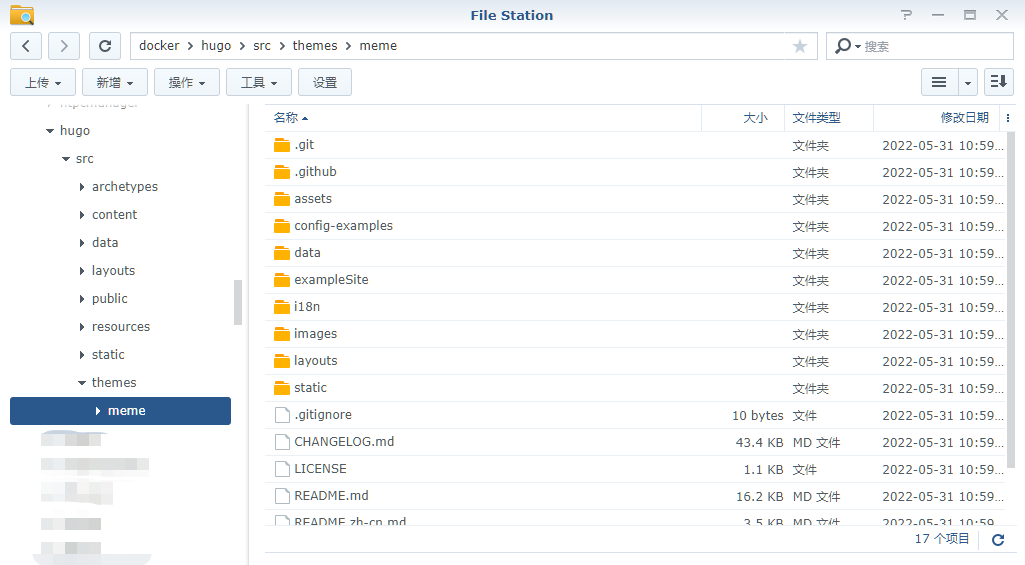 File Station
docker > hugo > src > themes > meme
搜索
上传 新增 操作 工具 设置
hugo
src
archetypes
content
data
layouts
public
resources
static
themes
meme
名称 大小 文件类型 修改日期
.git 文件夹 2022-05-31 10:59...
.github 文件夹 2022-05-31 10:59...
assets 文件夹 2022-05-31 10:59...
config-examples 文件夹 2022-05-31 10:59...
data 文件夹 2022-05-31 10:59...
exampleSite 文件夹 2022-05-31 10:59...
i18n 文件夹 2022-05-31 10:59...
images 文件夹 2022-05-31 10:59...
layouts 文件夹 2022-05-31 10:59...
static 文件夹 2022-05-31 10:59...
.gitignore 10 bytes 文件 2022-05-31 10:59...
CHANGELOG.md 43.4 KB MD 文件 2022-05-31 10:59...
LICENSE 1.1 KB 文件 2022-05-31 10:59...
README.md 16.2 KB MD 文件 2022-05-31 10:59...
README.zh-cn.md 3.5 KB MD 文件 2022-05-31 10:59...
17 个项目